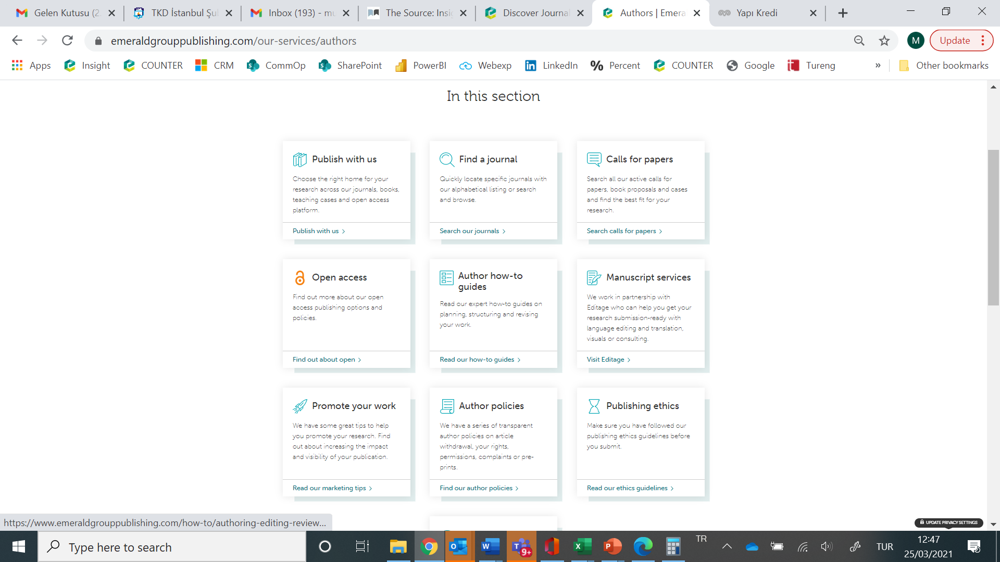 Gelen Kutusu (2
TKD İstanbul Şul
Inbox (193) - mu
The Source: Insig
Discover Journal
Authors | Emera
Yapı Kredi
emeraldgrouppublishing.com/our-services/authors
M
Update
Apps
Insight
COUNTER
CRM
CommOp
SharePoint
PowerBI
Webexp
LinkedIn
Percent
COUNTER
Google
Tureng
»
Other bookmarks
In this section
Publish with us
Choose the right home for your
research across our journals, books,
teaching cases and open access
platform.
Publish with us >
Find a journal
Quickly locate specific journals with
our alphabetical listing or search
and browse.
Search our journals >
Calls for papers
Search all our active calls for
papers, book proposals and cases
and find the best fit for your
research.
Search calls for papers >
Open access
Find out more about our open
access publishing options and
policies.
Find out about open >
Author how-to
guides
Read our expert how-to guides on
planning, structuring and revising
your work.
Read our how-to guides >
Manuscript services
We work in partnership with
Editage who can help you get your
research submission-ready with
language editing and translation,
visuals or consulting.
Visit Editage >
Promote your work
We have some great tips to help
you promote your research. Find
out about increasing the impact
and visibility of your publication.
Read our marketing tips >
Author policies
We have a series of transparent
author policies on article
withdrawal, your rights,
permissions, complaints or pre-
prints.
Find our author policies >
Publishing ethics
Make sure you have followed our
publishing ethics guidelines before
you submit.
Read our ethics guidelines >
https://www.emeraldgrouppublishing.com/how-to/authoring-editing-review...
UPDATE PRIVACY SETTINGS
Type here to search
9+
TR
TUR
12:47
25/03/2021